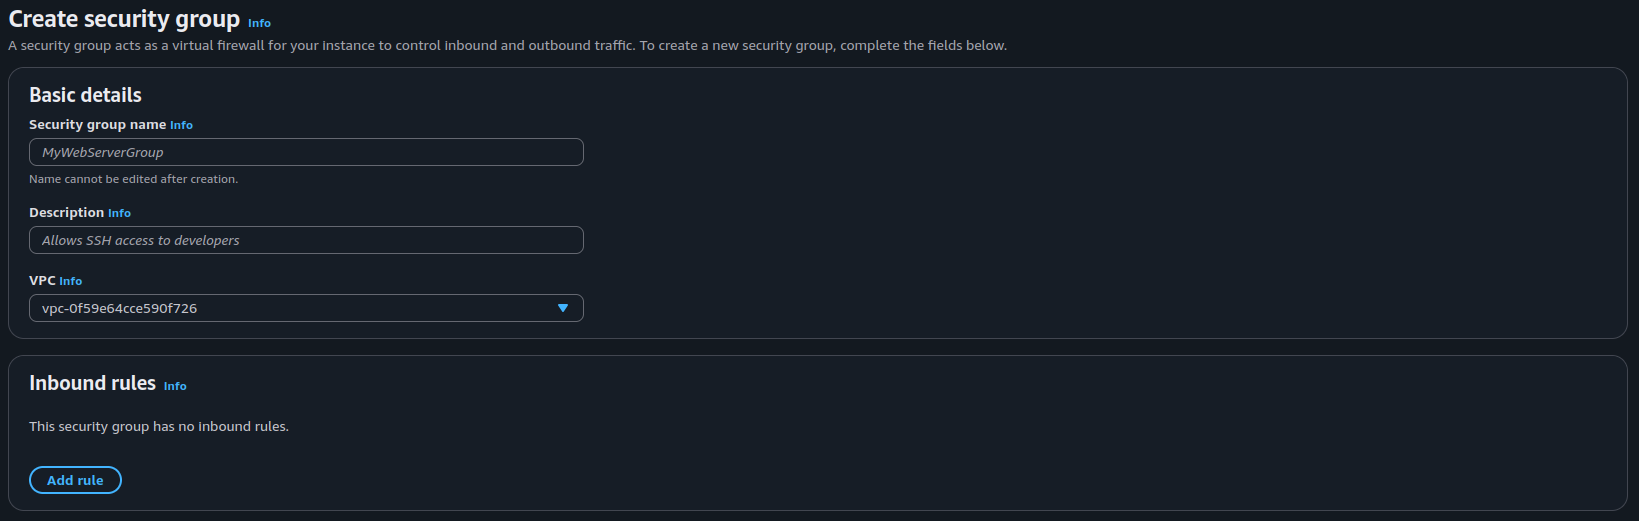 Create security group Info
A security group acts as a virtual firewall for your instance to control inbound and outbound traffic. To create a new security group, complete the fields below.
Basic details
Security group name Info
MyWebServerGroup
Name cannot be edited after creation.
Description Info
Allows SSH access to developers
VPC Info
vpc-0f59e64cce590f726
Inbound rules Info
This security group has no inbound rules.
Add rule